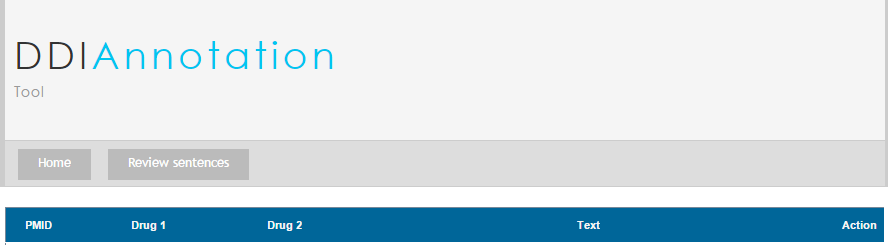 DDIAnnotation
Tool
Home Review sentences
PMID Drug 1 Drug 2 Text Action